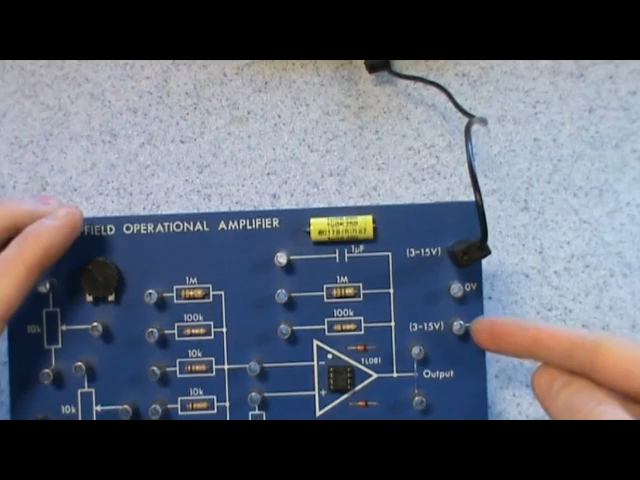 FIELD OPERATIONAL AMPLIFIER
1µF
(3-15V)
1M
1M
0V
100k
100k
(3-15V)
10k
10k
TL081
Output
10k
10k